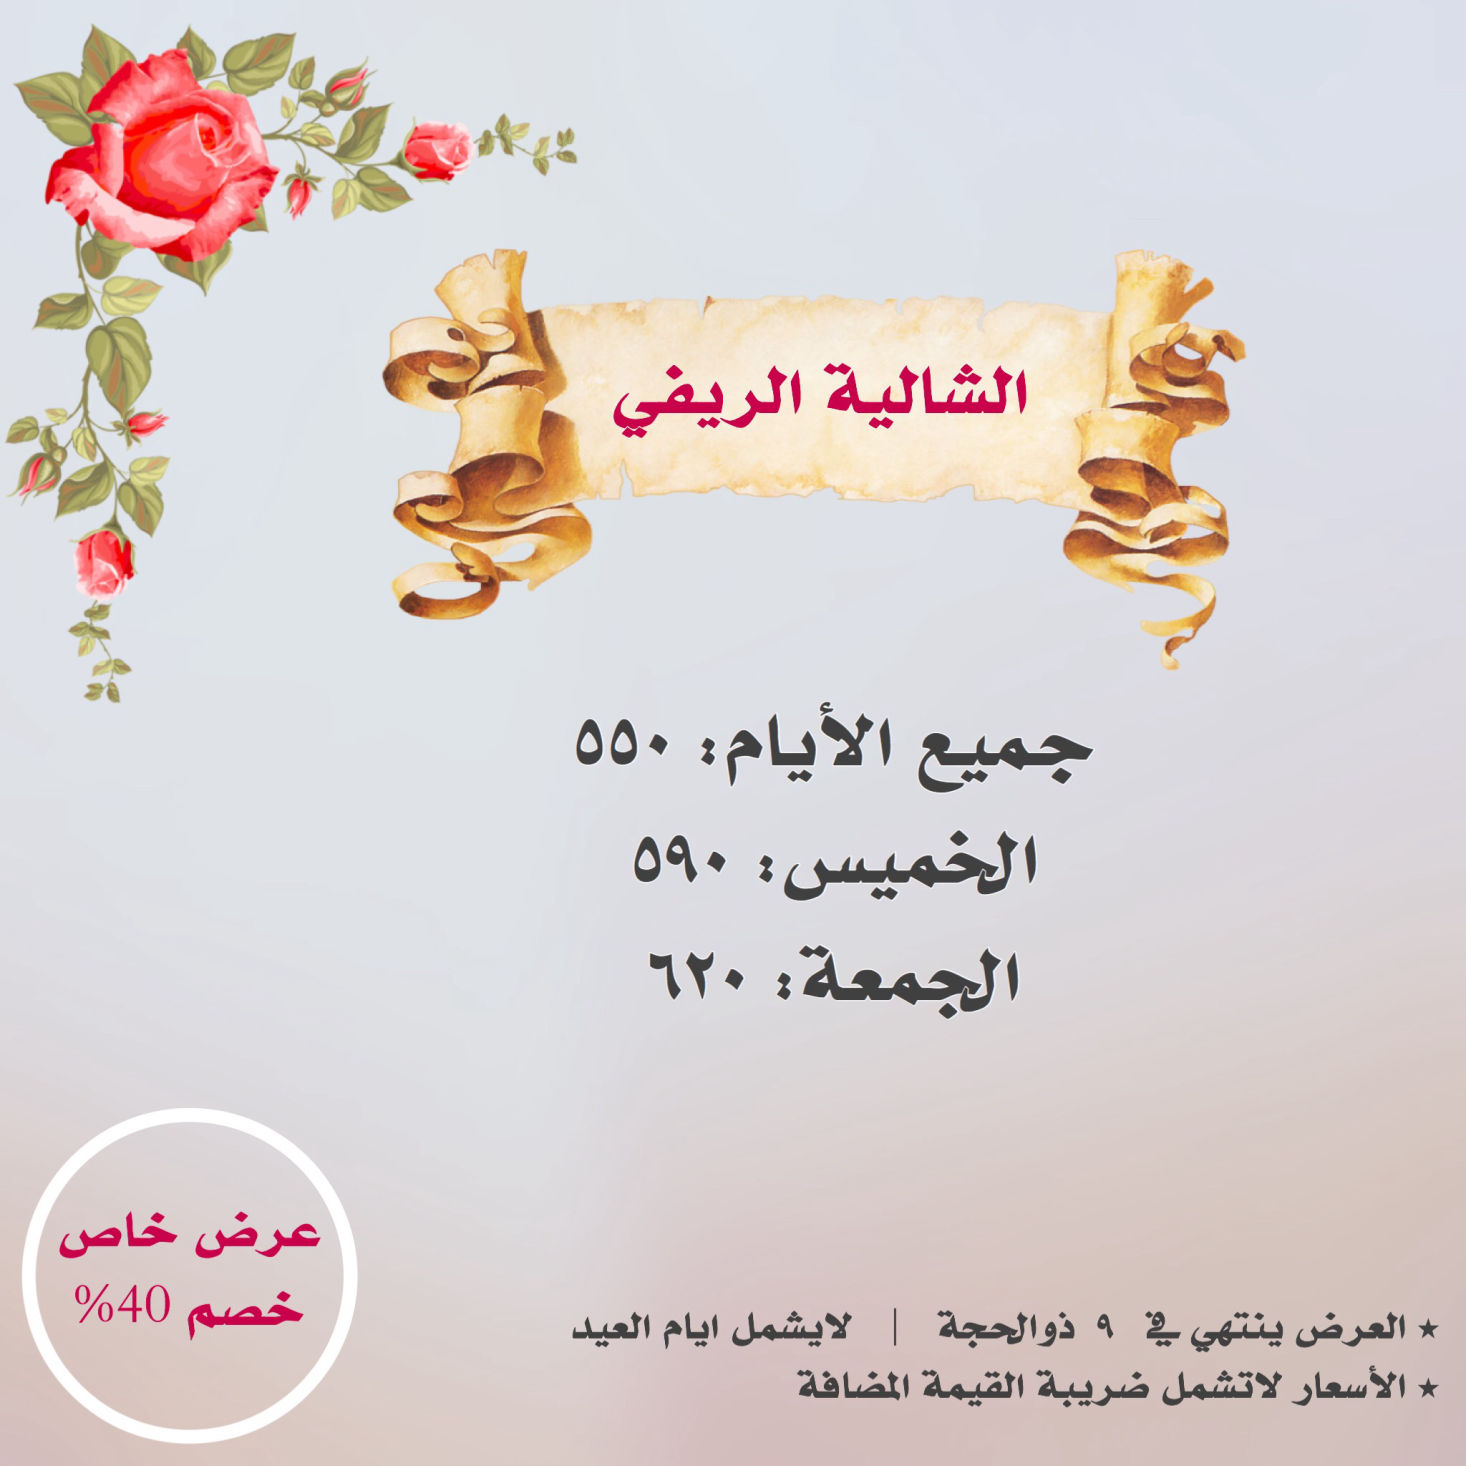 الشالية الريفي
جميع الأيام: ٥٥٠
الخميس: ٥٩٠
الجمعة: ٦٢٠
عرض خاص
خصم 40%
★ العرض ينتهي في ٩ ذوالحجة | لايشمل ايام العيد
★ الأسعار لاتشمل ضريبة القيمة المضافة